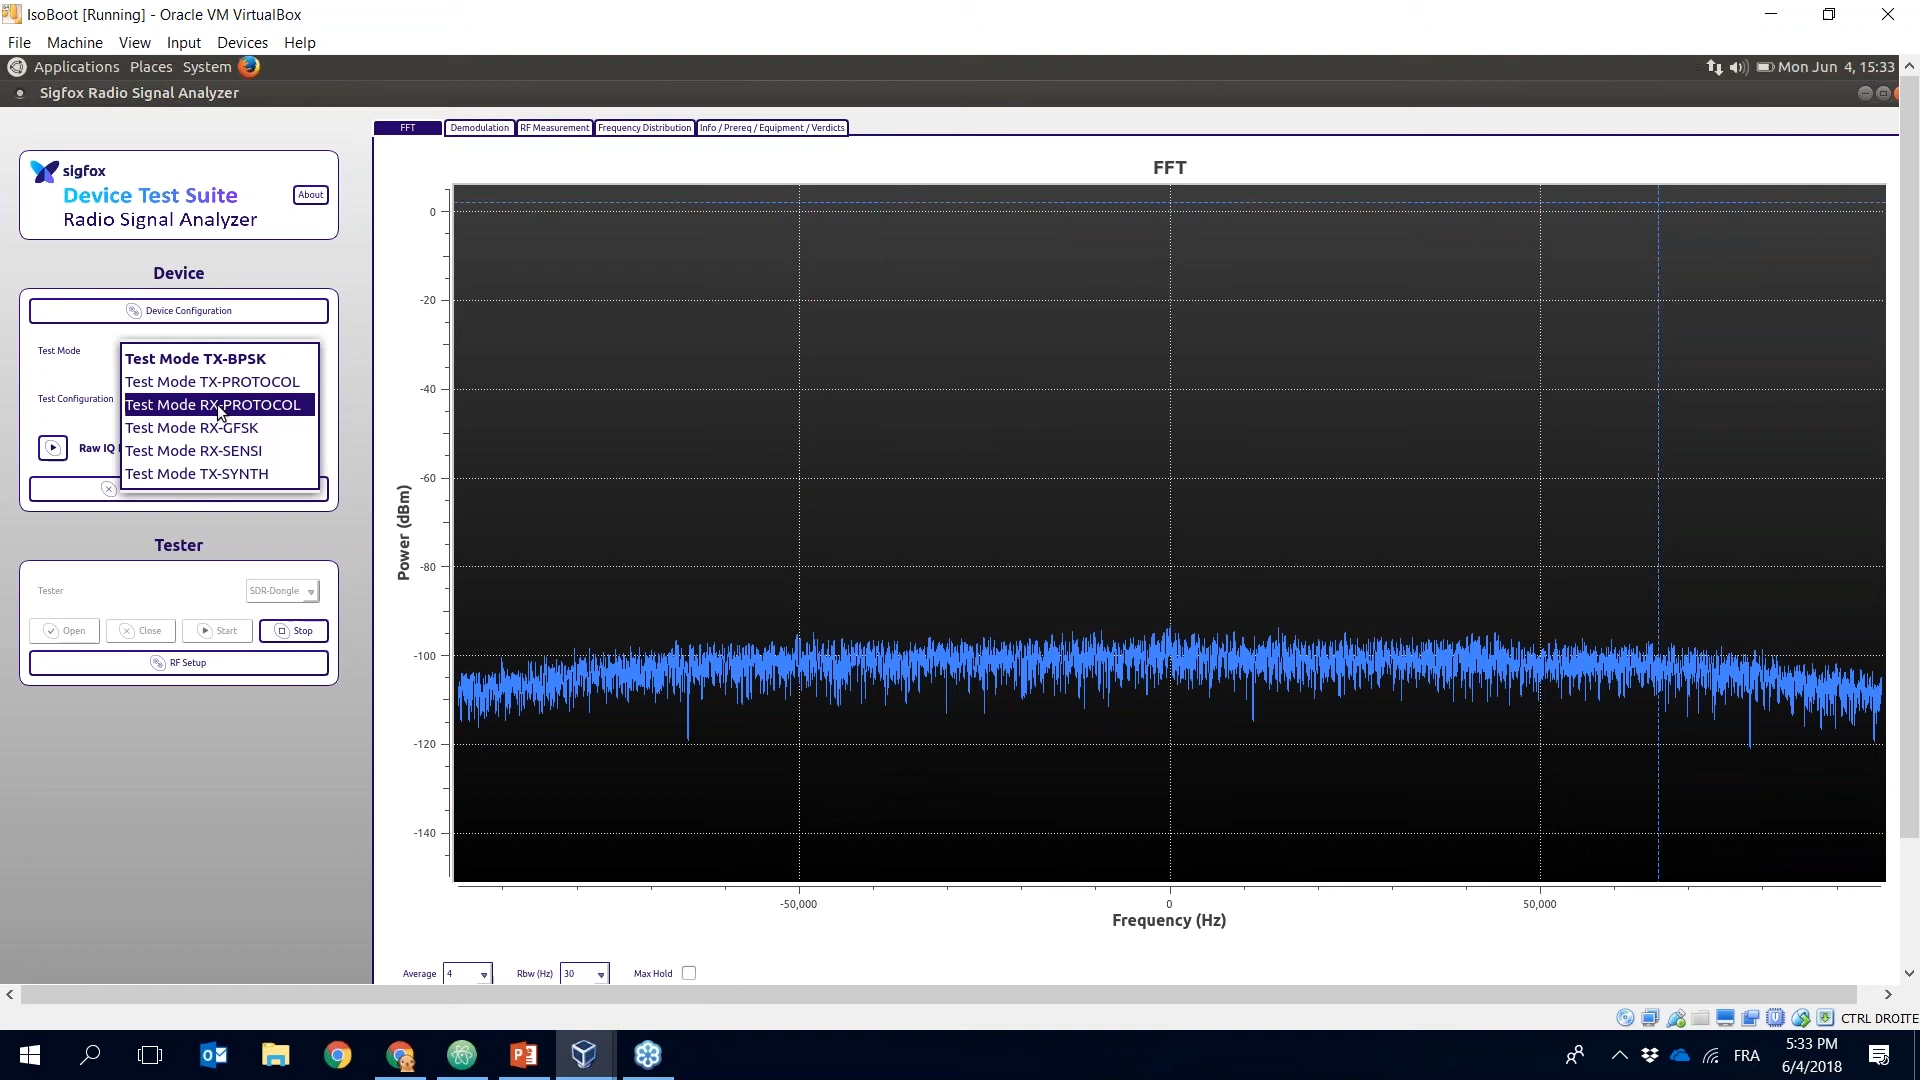 IsoBoot [Running] - Oracle VM VirtualBox
File Machine View Input Devices Help
Applications Places System
Mon Jun 4, 15:33
Sigfox Radio Signal Analyzer
FFT Demodulation RF Measurement Frequency Distribution Info / Prereq / Equipment / Verdicts
sigfox
Device Test Suite
Radio Signal Analyzer
About
Device
Device Configuration
Test Mode
Test Mode TX-BPSK
Test Mode TX-PROTOCOL
Test Configuration
Test Mode RX-PROTOCOL
Test Mode RX-GFSK
Raw IQ
Test Mode RX-SENSI
Test Mode TX-SYNTH
Tester
Tester SDR-Dongle
Open Close Start Stop
RF Setup
FFT
0
-20
-40
-60
-80
-100
-120
-140
Power (dBm)
-50,000 0 50,000
Frequency (Hz)
Average 4 Rbw (Hz) 30 Max Hold
CTRL DROITE
FRA
5:33 PM
6/4/2018